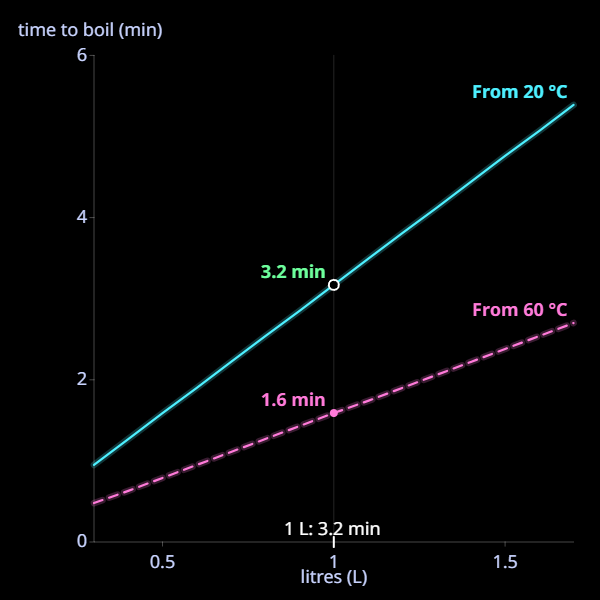 time to boil (min)
6
From 20 °C
4
3.2 min
From 60 °C
2
1.6 min
1 L: 3.2 min
0
0.5
1
1.5
litres (L)